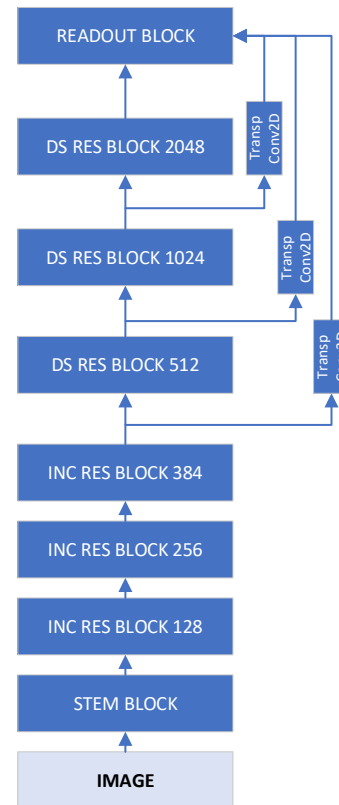 READOUT BLOCK
DS RES BLOCK 2048
Transp
Conv2D
DS RES BLOCK 1024
Transp
Conv2D
DS RES BLOCK 512
Transp
INC RES BLOCK 384
INC RES BLOCK 256
INC RES BLOCK 128
STEM BLOCK
IMAGE